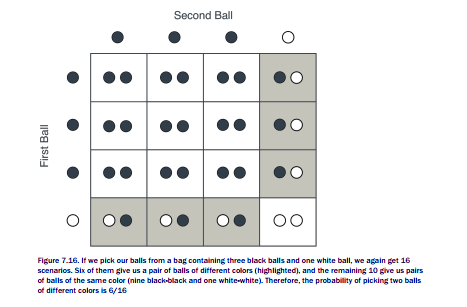 Second Ball
First Ball
Figure 7.16. If we pick our balls from a bag containing three black balls and one white ball, we again get 16
scenarios. Six of them give us a pair of balls of different colors (highlighted), and the remaining 10 give us pairs
of balls of the same color (nine black-black and one white-white). Therefore, the probability of picking two balls
of different colors is 6/16